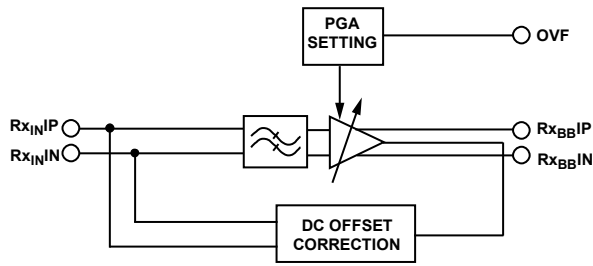 PGA
SETTING
OVF
RxINIP
RxBBIP
RxININ
RxBBIN
DC OFFSET
CORRECTION